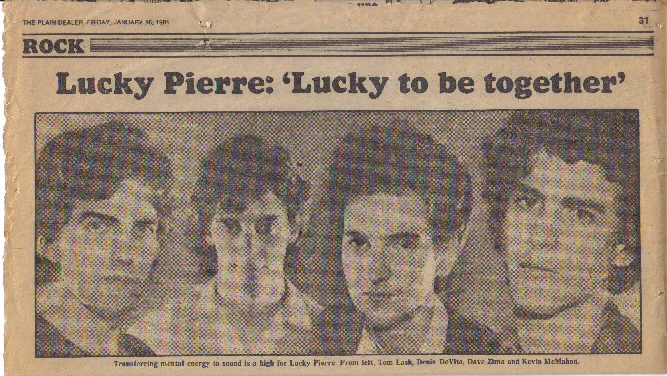 THE PLAIN DEALER, FRIDAY, JANUARY 16, 1981
31
ROCK
Lucky Pierre: ‘Lucky to be together’
Transferring mental energy to sound is a high for Lucky Pierre. From left, Tom Lash, Denis DeVito, Dave Zima and Kevin McMahon.